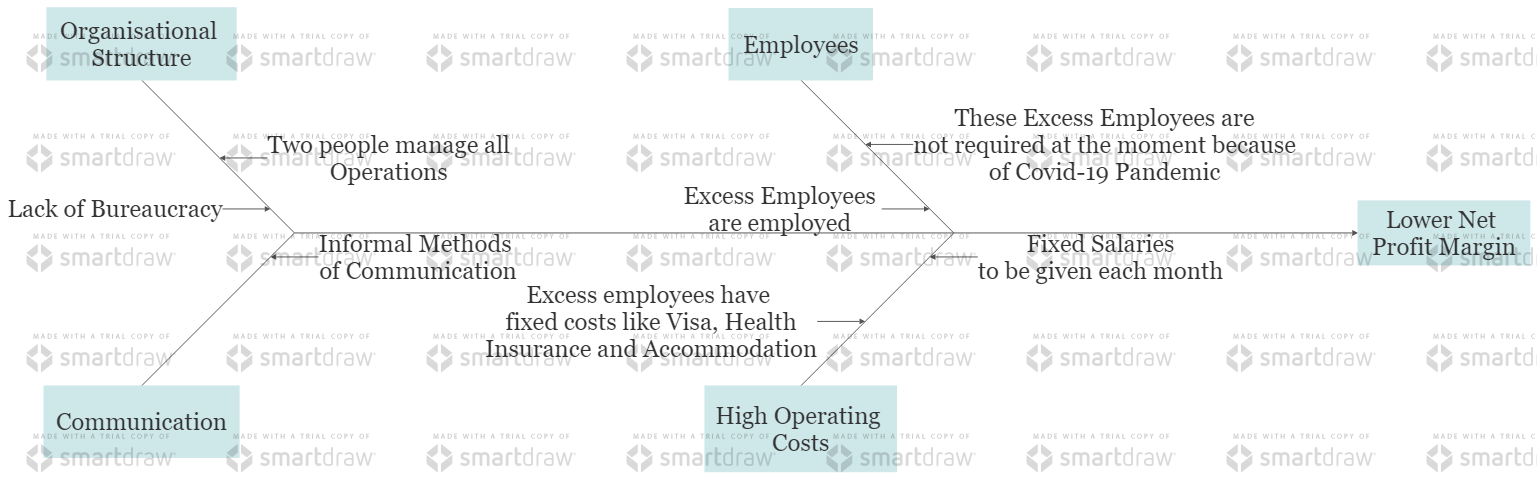 Organisational
Structure
Employees
Two people manage all
Operations
These Excess Employees are
not required at the moment because
of Covid-19 Pandemic
Lack of Bureaucracy
Excess Employees
are employed
Lower Net
Profit Margin
Informal Methods
of Communication
Fixed Salaries
to be given each month
Excess employees have
fixed costs like Visa, Health
Insurance and Accommodation
Communication
High Operating
Costs
MADE WITH A TRIAL COPY OF
smartdraw